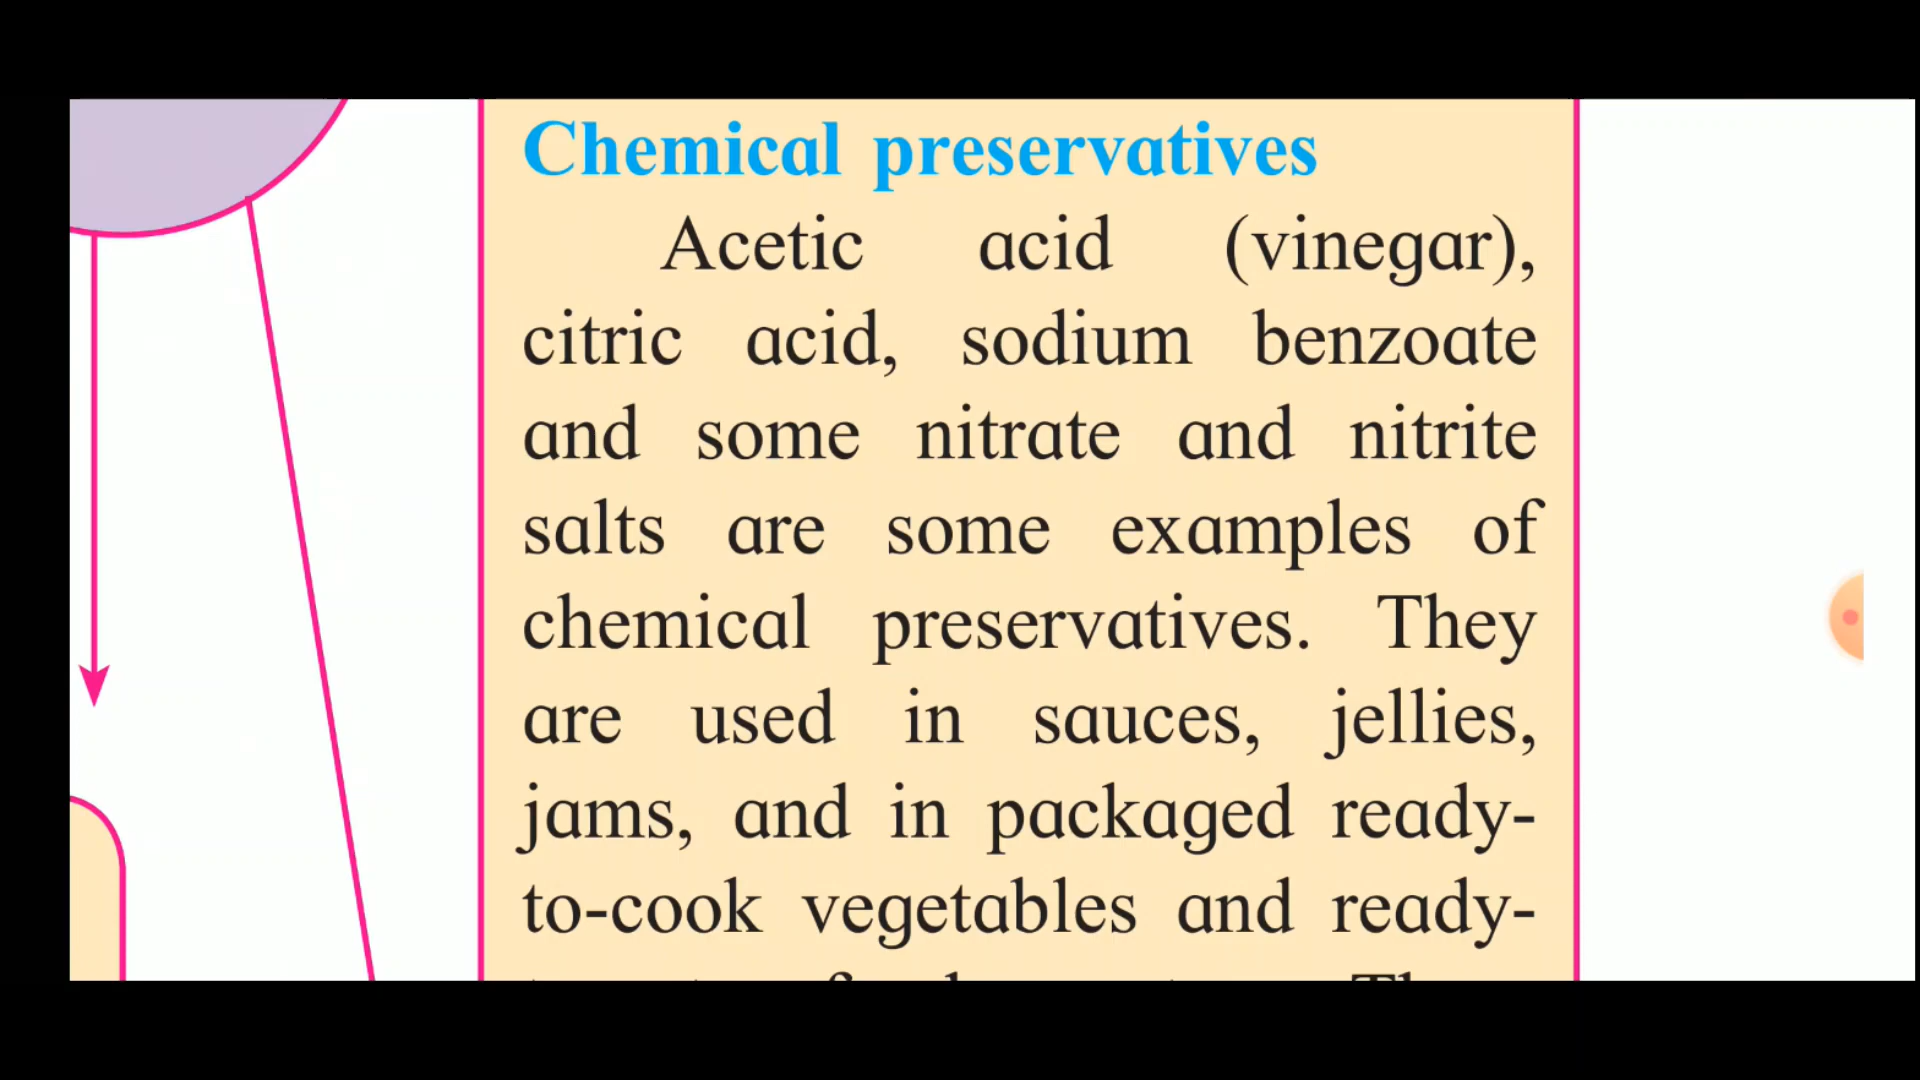 Chemical preservatives
Acetic acid (vinegar),
citric acid, sodium benzoate
and some nitrate and nitrite
salts are some examples of
chemical preservatives. They
are used in sauces, jellies,
jams, and in packaged ready-
to-cook vegetables and ready-